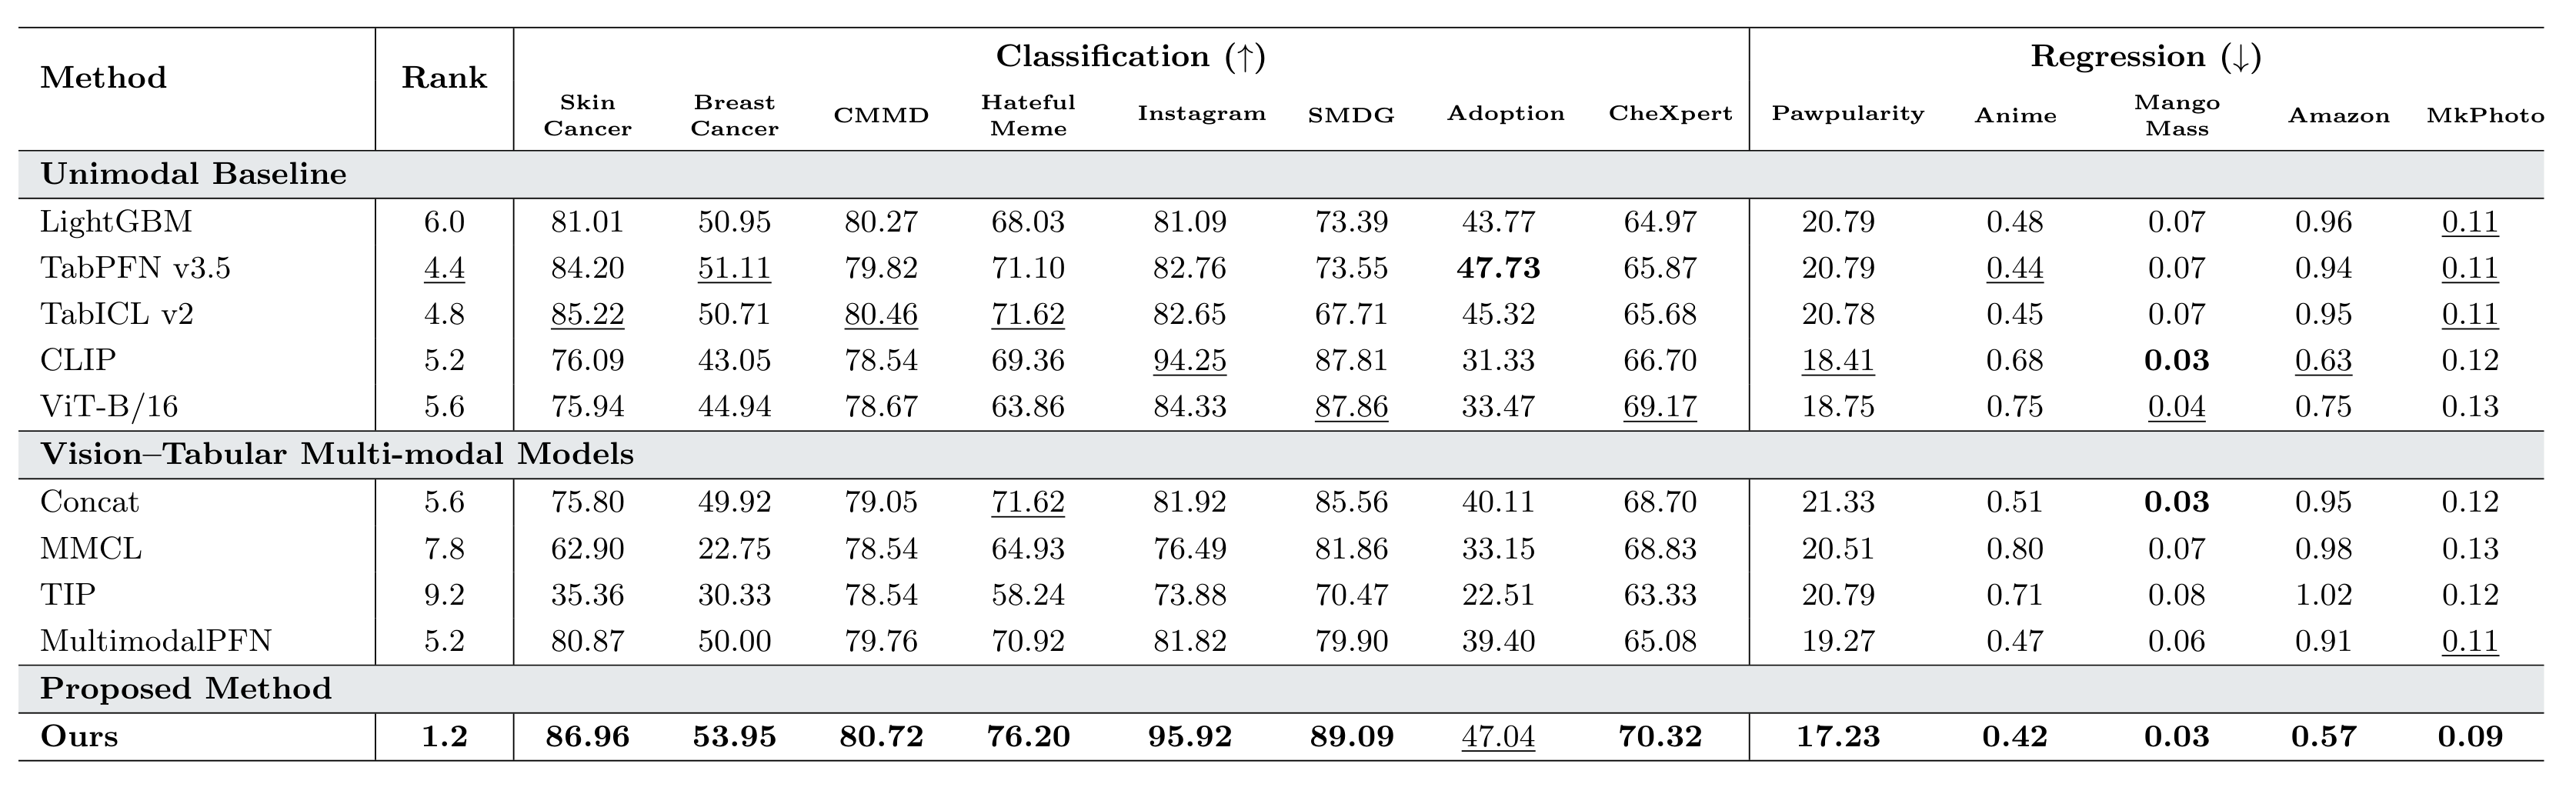 Method Rank Classification (↑) Regression (↓)
Skin Cancer Breast Cancer CMMD Hateful Meme Instagram SMDG Adoption CheXpert Pawpularity Anime Mango Mass Amazon MkPhoto
Unimodal Baseline
LightGBM 6.0 81.01 50.95 80.27 68.03 81.09 73.39 43.77 64.97 20.79 0.48 0.07 0.96 0.11
TabPFN v3.5 4.4 84.20 51.11 79.82 71.10 82.76 73.55 47.73 65.87 20.79 0.44 0.07 0.94 0.11
TabICL v2 4.8 85.22 50.71 80.46 71.62 82.65 67.71 45.32 65.68 20.78 0.45 0.07 0.95 0.11
CLIP 5.2 76.09 43.05 78.54 69.36 94.25 87.81 31.33 66.70 18.41 0.68 0.03 0.63 0.12
ViT-B/16 5.6 75.94 44.94 78.67 63.86 84.33 87.86 33.47 69.17 18.75 0.75 0.04 0.75 0.13
Vision–Tabular Multi-modal Models
Concat 5.6 75.80 49.92 79.05 71.62 81.92 85.56 40.11 68.70 21.33 0.51 0.03 0.95 0.12
MMCL 7.8 62.90 22.75 78.54 64.93 76.49 81.86 33.15 68.83 20.51 0.80 0.07 0.98 0.13
TIP 9.2 35.36 30.33 78.54 58.24 73.88 70.47 22.51 63.33 20.79 0.71 0.08 1.02 0.12
MultimodalPFN 5.2 80.87 50.00 79.76 70.92 81.82 79.90 39.40 65.08 19.27 0.47 0.06 0.91 0.11
Proposed Method
Ours 1.2 86.96 53.95 80.72 76.20 95.92 89.09 47.04 70.32 17.23 0.42 0.03 0.57 0.09